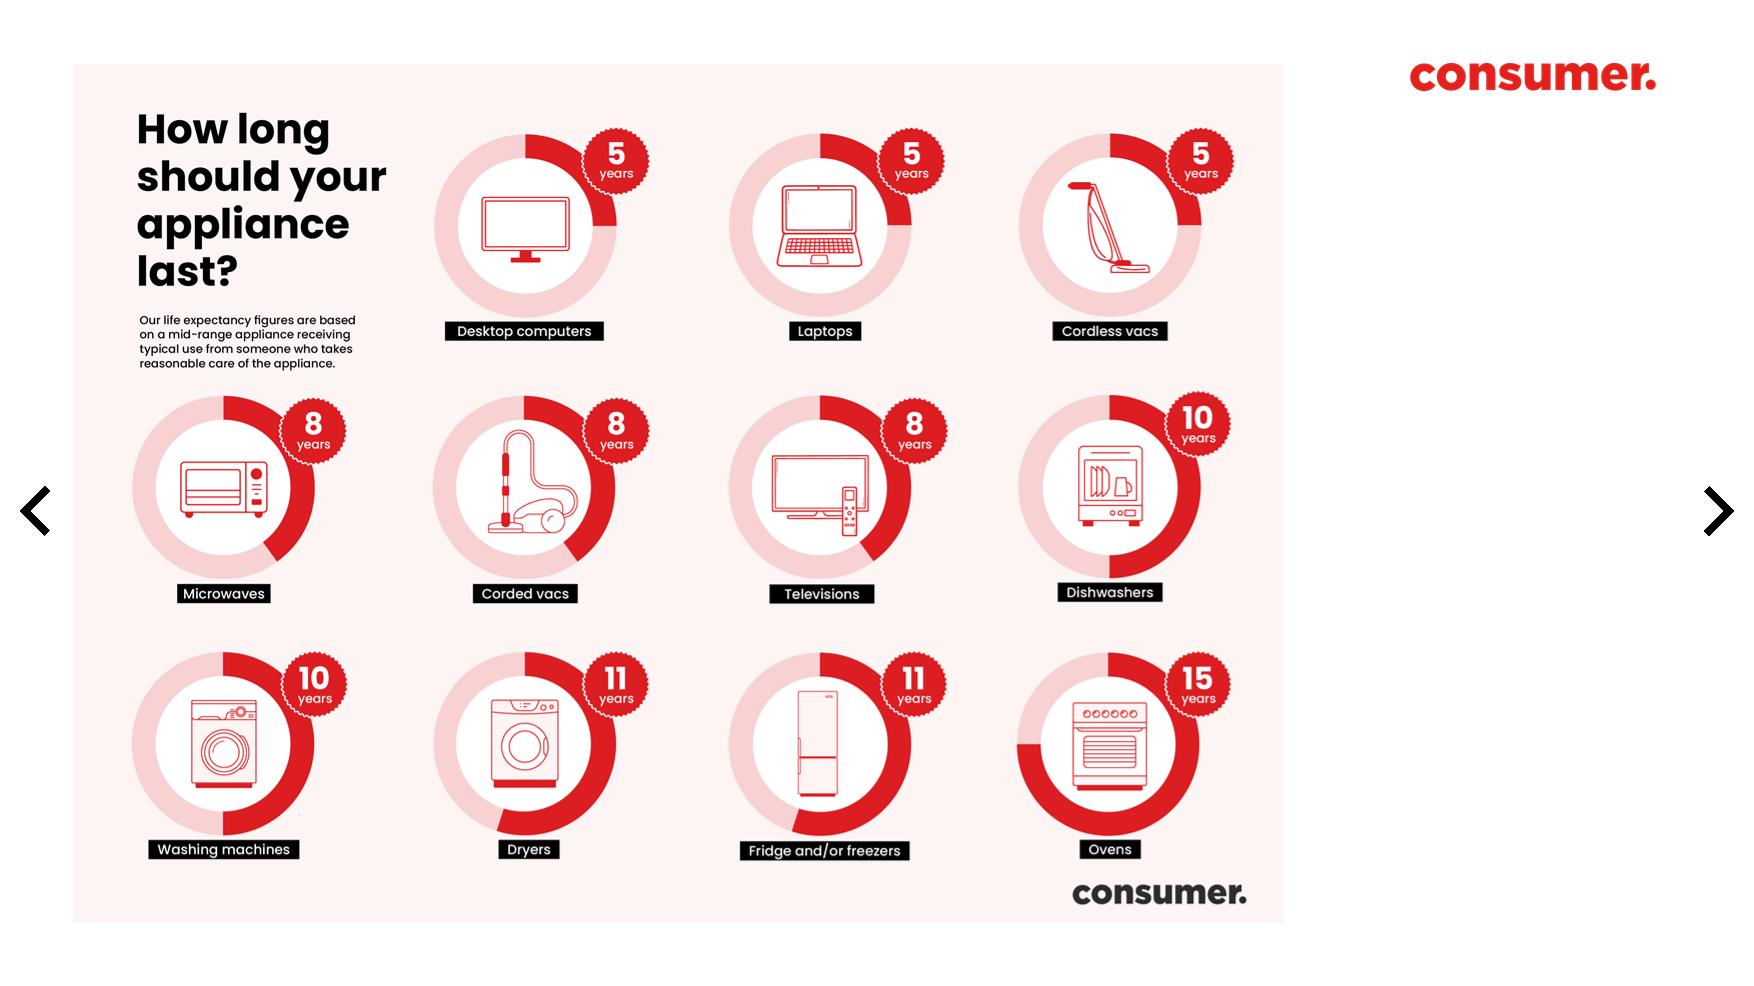 consumer.
How long
should your
appliance
last?
Our life expectancy figures are based
on a mid-range appliance receiving
typical use from someone who takes
reasonable care of the appliance.
5
years
Desktop computers
5
years
Laptops
5
years
Cordless vacs
8
years
Microwaves
8
years
Corded vacs
8
years
Televisions
10
years
Dishwashers
10
years
Washing machines
11
years
Dryers
11
years
Fridge and/or freezers
15
years
Ovens
consumer.